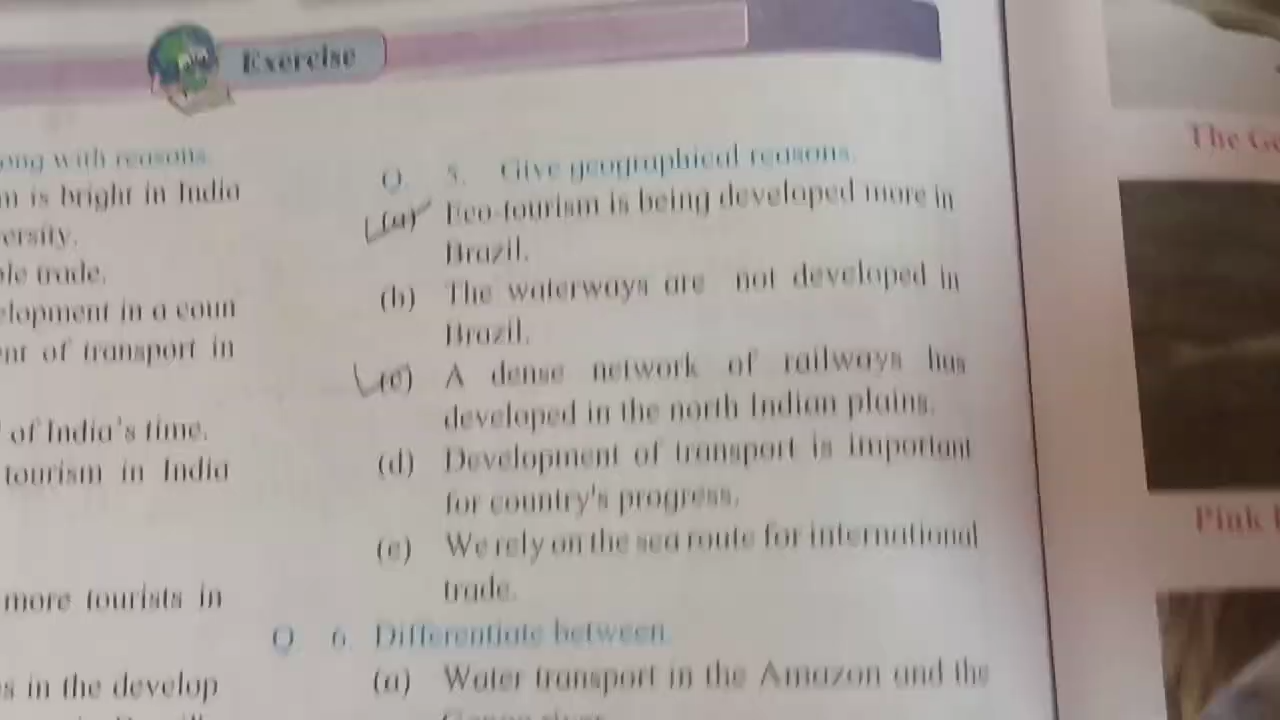 Exercise
ong with reasons.
m is bright in India
ersity.
ble trade.
elopment in a coun
ent of transport in
of India's time.
tourism in India
more tourists in
s in the develop
Q. 5. Give geographical reasons.
(a) Eco-tourism is being developed more in
Brazil.
(b) The waterways are not developed in
Brazil.
(c) A dense network of railways has
developed in the north Indian plains.
(d) Development of transport is important
for country's progress.
(e) We rely on the sea route for international
trade.
Q. 6. Differentiate between.
(a) Water transport in the Amazon and the
The G
Pink